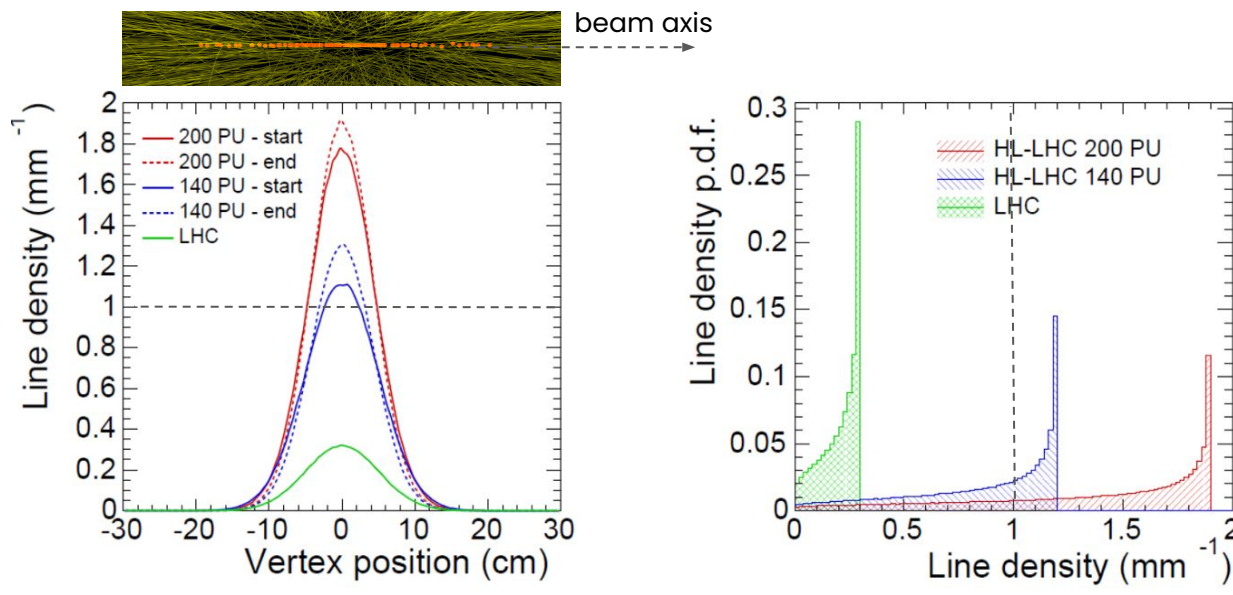 beam axis
Line density (mm⁻¹)
2
1.8
1.6
1.4
1.2
1
0.8
0.6
0.4
0.2
0
200 PU - start
200 PU - end
140 PU - start
140 PU - end
LHC
-30 -20 -10 0 10 20 30
Vertex position (cm)
Line density p.d.f.
0.3
0.25
0.2
0.15
0.1
0.05
0
HL-LHC 200 PU
HL-LHC 140 PU
LHC
0 0.5 1 1.5 2
Line density (mm⁻¹)